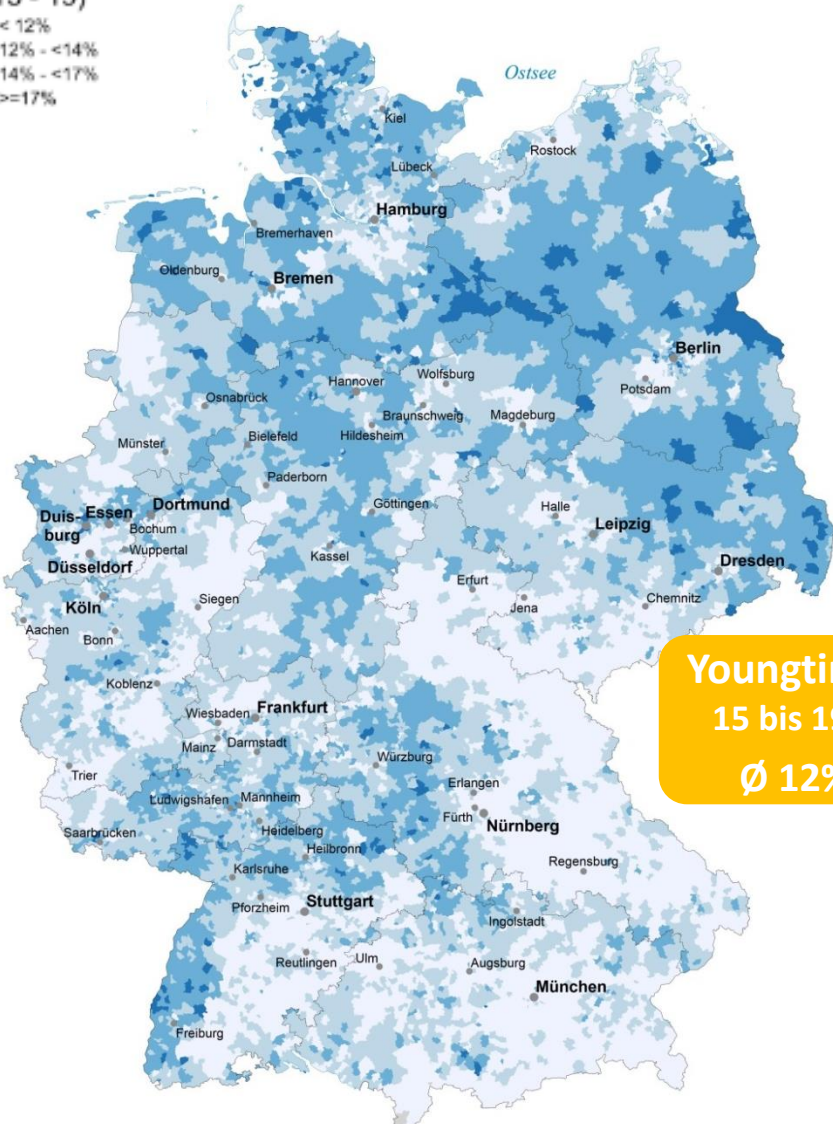 < 12%
12% - <14%
14% - <17%
>=17%
Ostsee
Kiel
Rostock
Lübeck
Hamburg
Bremerhaven
Oldenburg
Bremen
Berlin
Wolfsburg
Hannover
Potsdam
Osnabrück
Braunschweig
Magdeburg
Hildesheim
Münster
Bielefeld
Paderborn
Göttingen
Halle
Duis-
burg
Essen
Dortmund
Bochum
Leipzig
Wuppertal
Kassel
Düsseldorf
Dresden
Erfurt
Köln
Siegen
Jena
Chemnitz
Aachen
Bonn
Koblenz
Wiesbaden
Frankfurt
Mainz
Darmstadt
Würzburg
Trier
Erlangen
Ludwigshafen
Mannheim
Fürth
Nürnberg
Saarbrücken
Heidelberg
Heilbronn
Karlsruhe
Regensburg
Pforzheim
Stuttgart
Ingolstadt
Reutlingen
Ulm
Augsburg
München
Freiburg
15 bis
Ø 12%